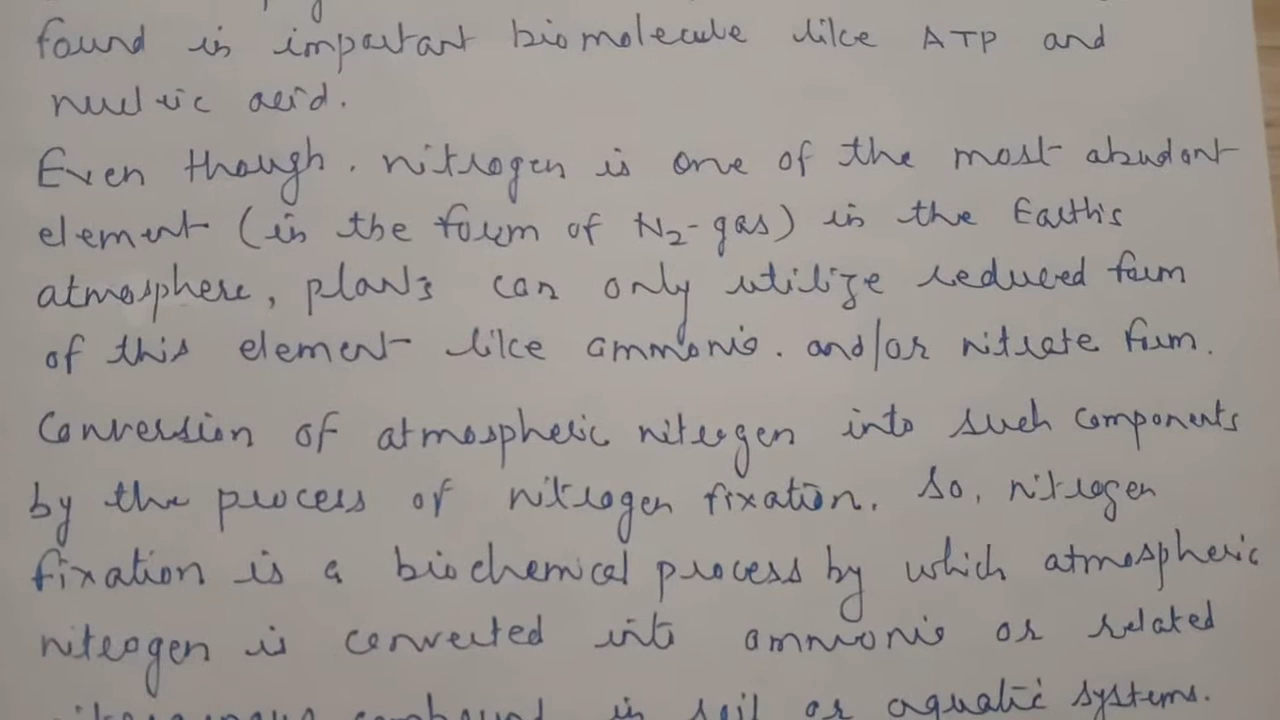 found in important biomolecule like ATP and
nucleic acid.
Even though. nitrogen is one of the most abudant
element (in the form of N2-gas) in the Earth's
atmosphere, plants can only utilize reduced form
of this element like ammonia. and/or nitrate form.
Conversion of atmospheric nitrogen into such components
by the process of nitrogen fixation. So, nitrogen
fixation is a biochemical process by which atmospheric
nitrogen is converted into ammonia or related
compound in soil or aquatic systems.